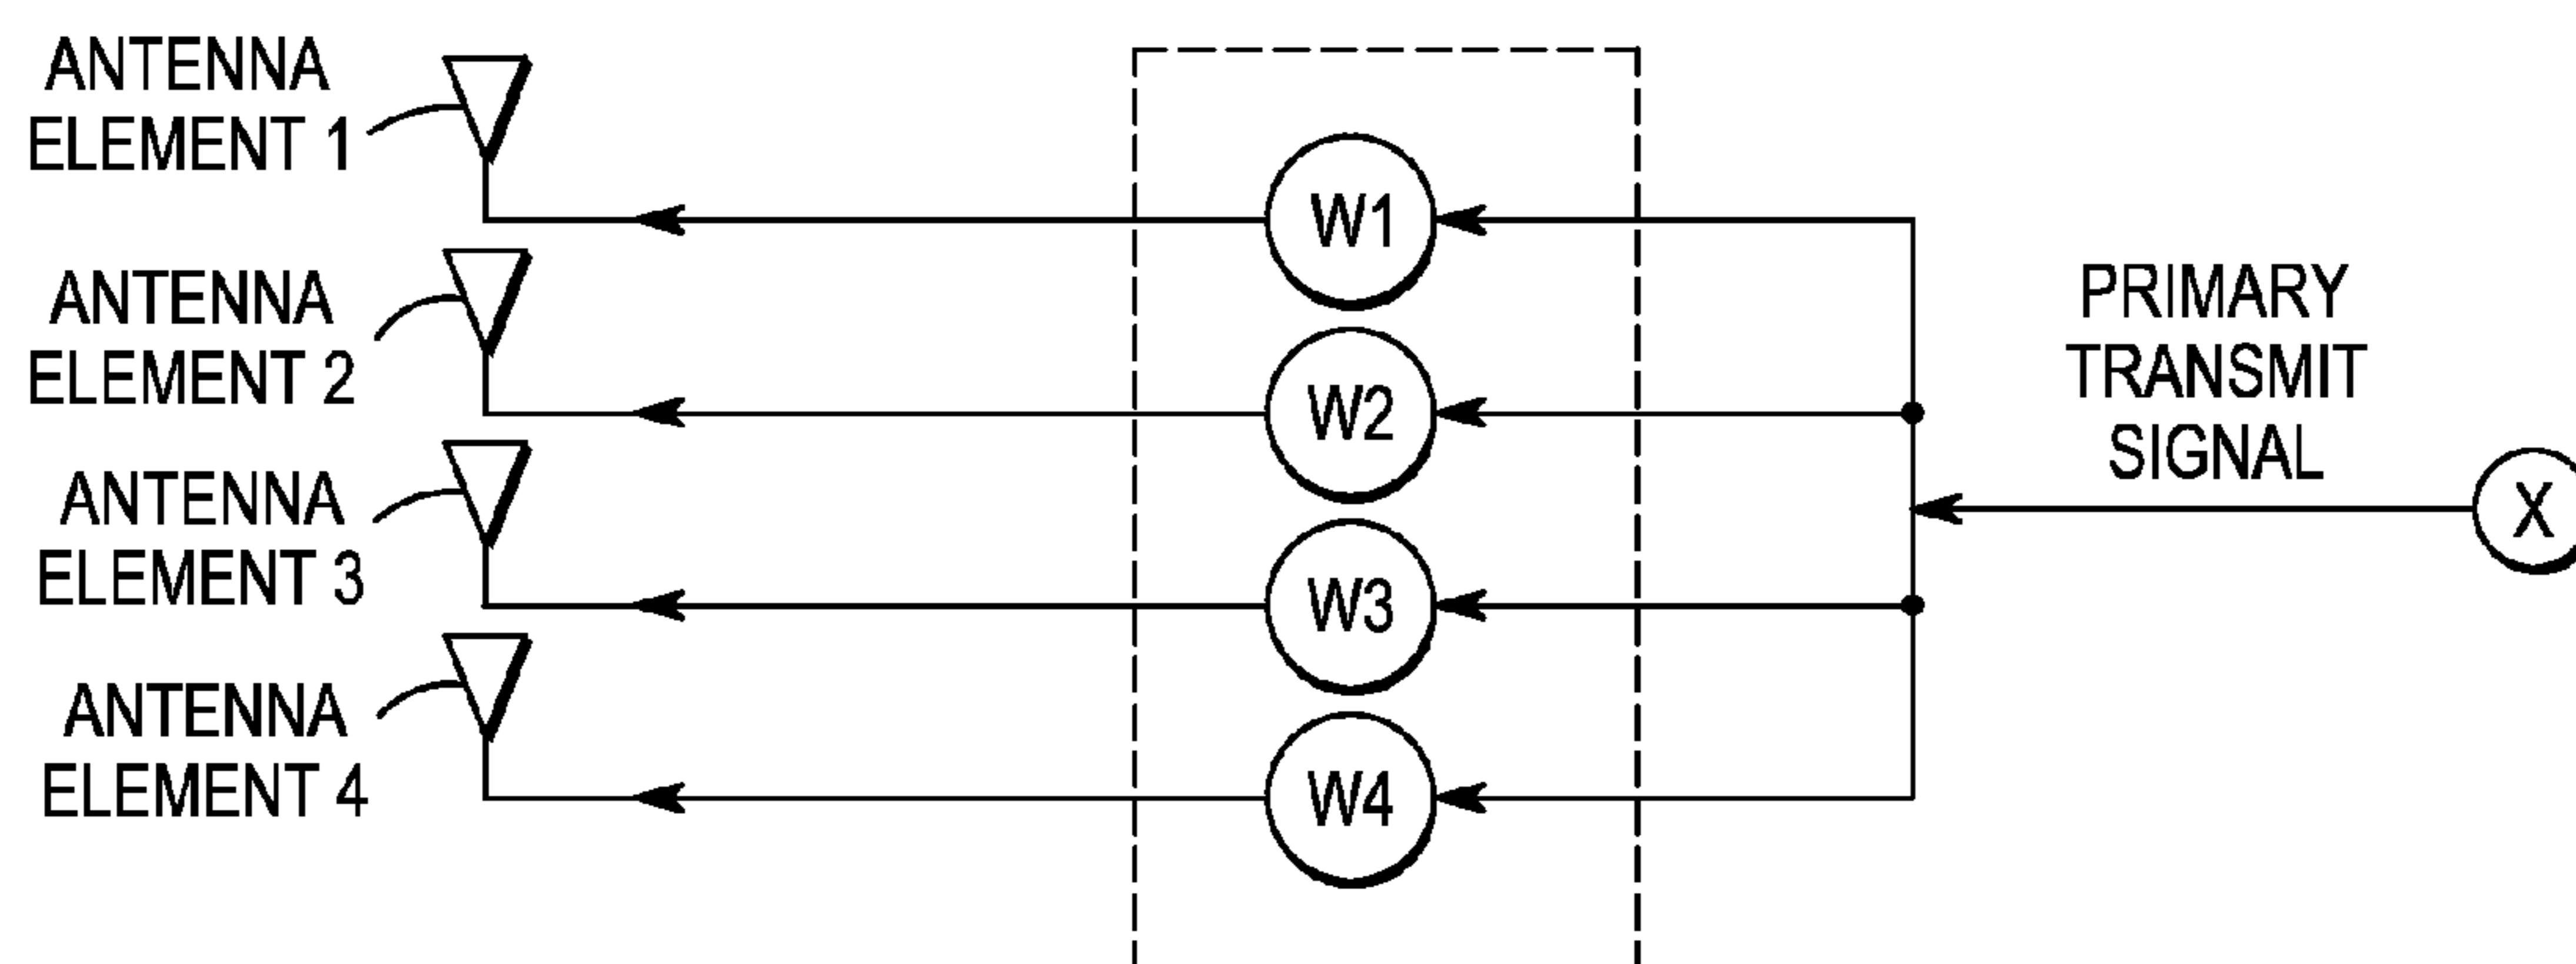 ANTENNA
ELEMENT 1
ANTENNA
ELEMENT 2
ANTENNA
ELEMENT 3
ANTENNA
ELEMENT 4
W1
W2
W3
W4
PRIMARY
TRANSMIT
SIGNAL
X